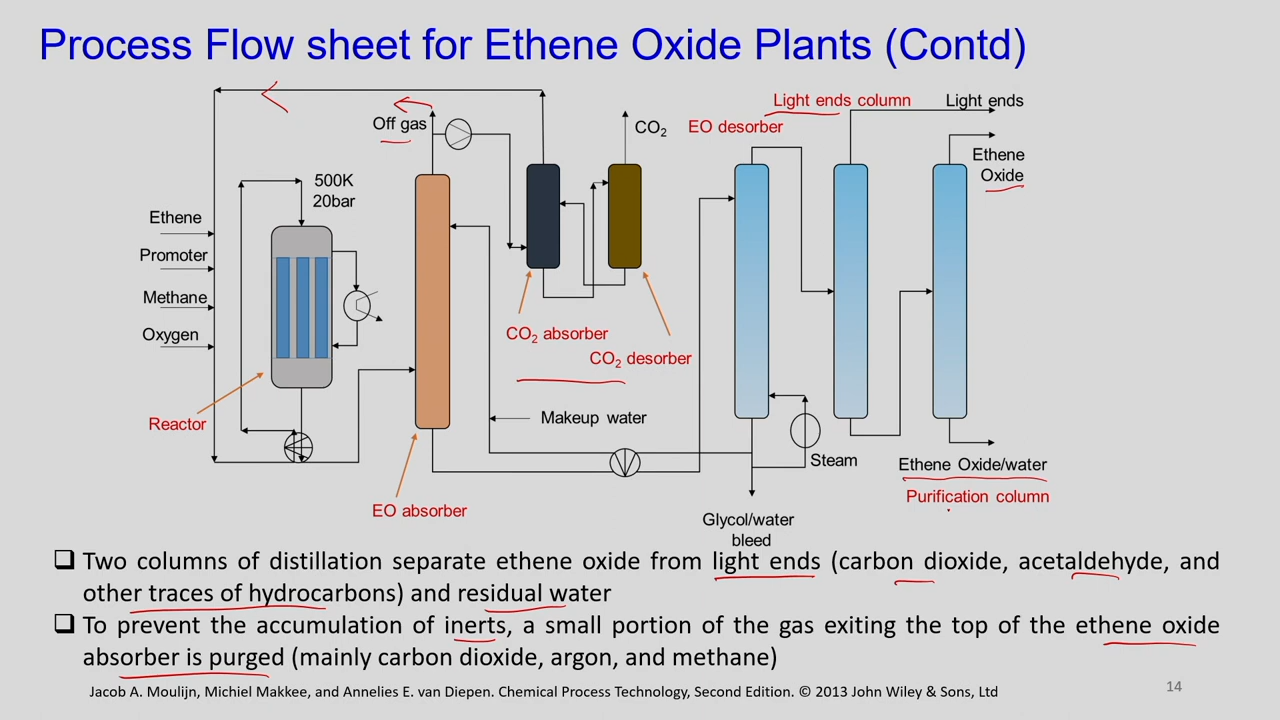 Process Flow sheet for Ethene Oxide Plants (Contd)
Light ends column
Light ends
Off gas
CO2
EO desorber
Ethene
Oxide
500K
20bar
Ethene
Promoter
Methane
Oxygen
CO2 absorber
CO2 desorber
Reactor
Makeup water
Steam
Ethene Oxide/water
Purification column
EO absorber
Glycol/water
bleed
❑ Two columns of distillation separate ethene oxide from light ends (carbon dioxide, acetaldehyde, and
other traces of hydrocarbons) and residual water
❑ To prevent the accumulation of inerts, a small portion of the gas exiting the top of the ethene oxide
absorber is purged (mainly carbon dioxide, argon, and methane)
Jacob A. Moulijn, Michiel Makkee, and Annelies E. van Diepen. Chemical Process Technology, Second Edition. © 2013 John Wiley & Sons, Ltd
14